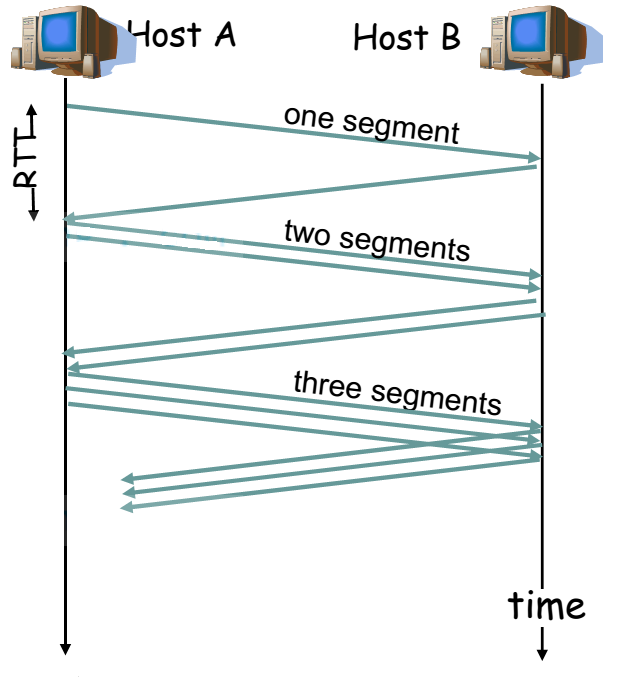 Host A
Host B
one segment
RTT
two segments
three segments
time